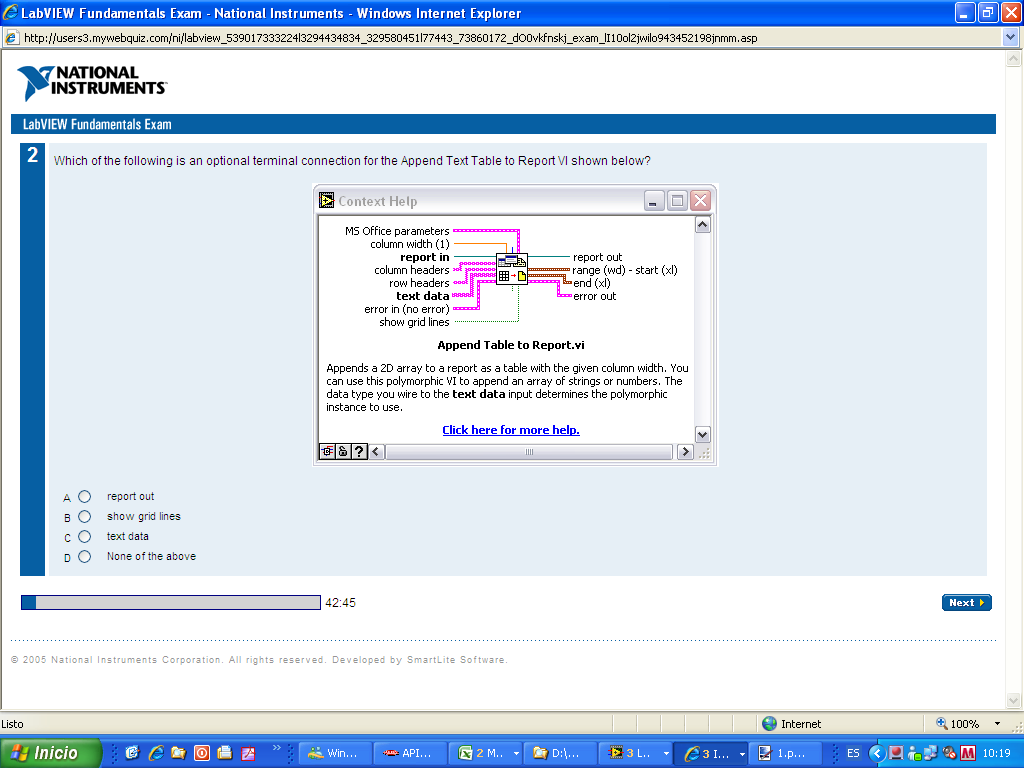 LabVIEW Fundamentals Exam - National Instruments - Windows Internet Explorer
http://users3.mywebquiz.com/ni/labview_539017333224l3294434834_329580451l77443_73860172_dO0vkfnskj_exam_lI10ol2jwilo943452198jnmm.asp
NATIONAL
INSTRUMENTS
LabVIEW Fundamentals Exam
2 Which of the following is an optional terminal connection for the Append Text Table to Report VI shown below?
Context Help
MS Office parameters
column width (1)
report in
column headers
row headers
text data
error in (no error)
show grid lines
report out
range (wd) - start (xl)
end (xl)
error out
Append Table to Report.vi
Appends a 2D array to a report as a table with the given column width. You
can use this polymorphic VI to append an array of strings or numbers. The
data type you wire to the text data input determines the polymorphic
instance to use.
Click here for more help.
?
A report out
B show grid lines
C text data
D None of the above
42:45
Next
© 2005 National Instruments Corporation. All rights reserved. Developed by SmartLite Software.
Listo Internet 100%
Inicio » Win... API... 2 M... D:\... 3 L... 3 I... 1.p... ES 10:19